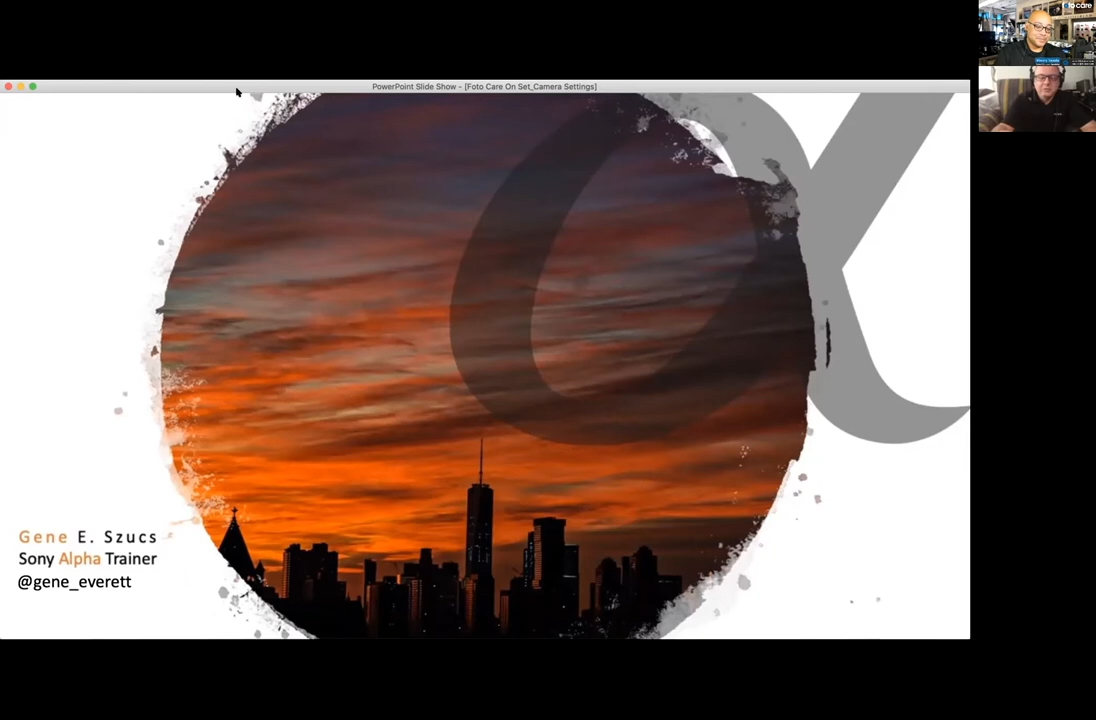 PowerPoint Slide Show - [Foto Care On Set_Camera Settings]
Gene E. Szucs
Sony Alpha Trainer
@gene_everett